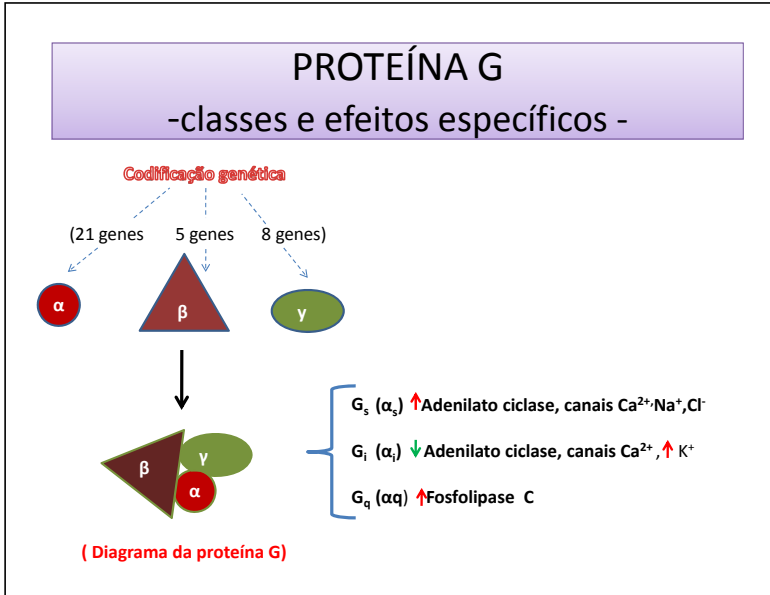 PROTEÍNA G
-classes e efeitos específicos -
Codificação genética
(21 genes 5 genes 8 genes)
α
β
γ
β
γ
α
Gₛ (αₛ) ↑Adenilato ciclase, canais Ca²⁺,Na⁺,Cl⁻
Gᵢ (αᵢ) ↓Adenilato ciclase, canais Ca²⁺,↑ K⁺
G_q (αq) ↑Fosfolipase C
( Diagrama da proteína G)